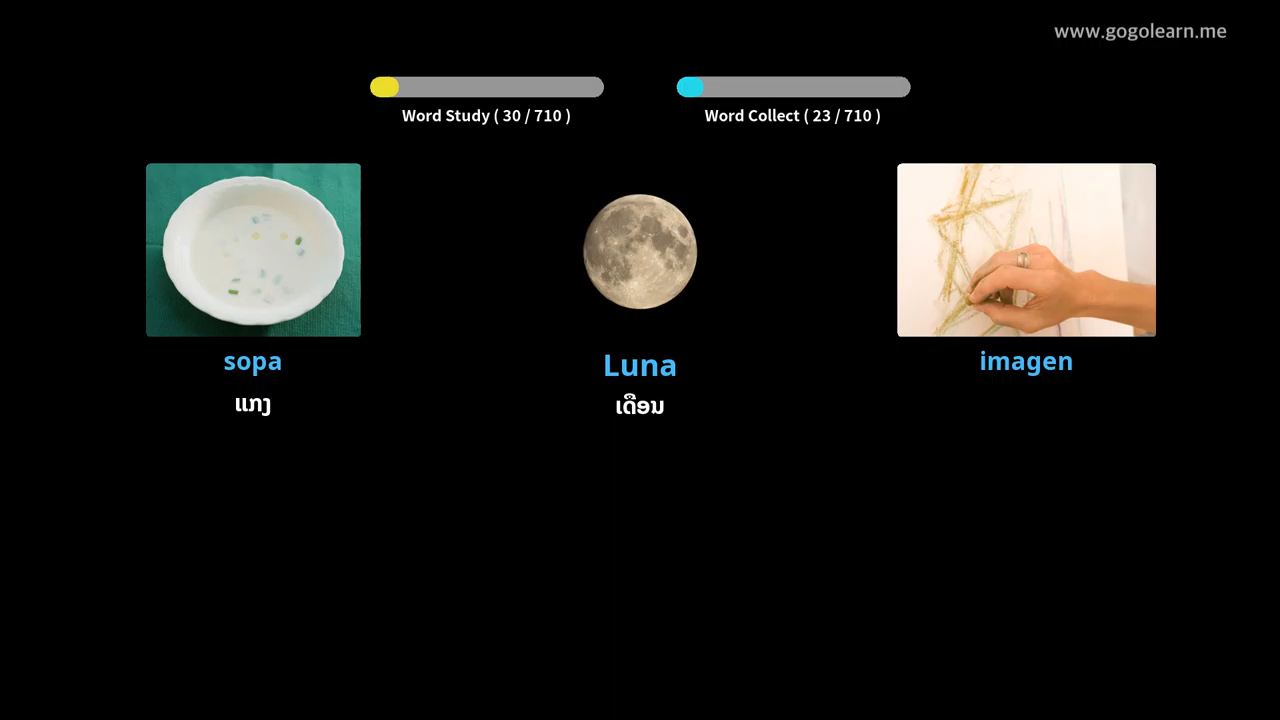 www.gogolearn.me
Word Study ( 30 / 710 )
Word Collect ( 23 / 710 )
sopa
ແກງ
Luna
ເດືອນ
imagen